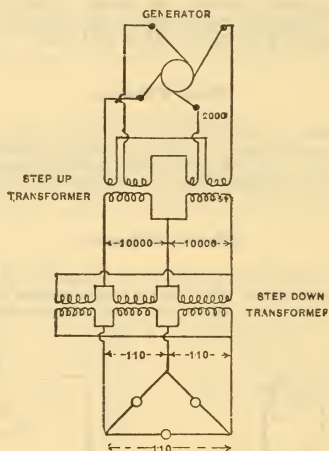 GENERATOR
2000
STEP UP
TRANSFORMER
10000 10000
STEP DOWN
TRANSFORMER
110 110
110